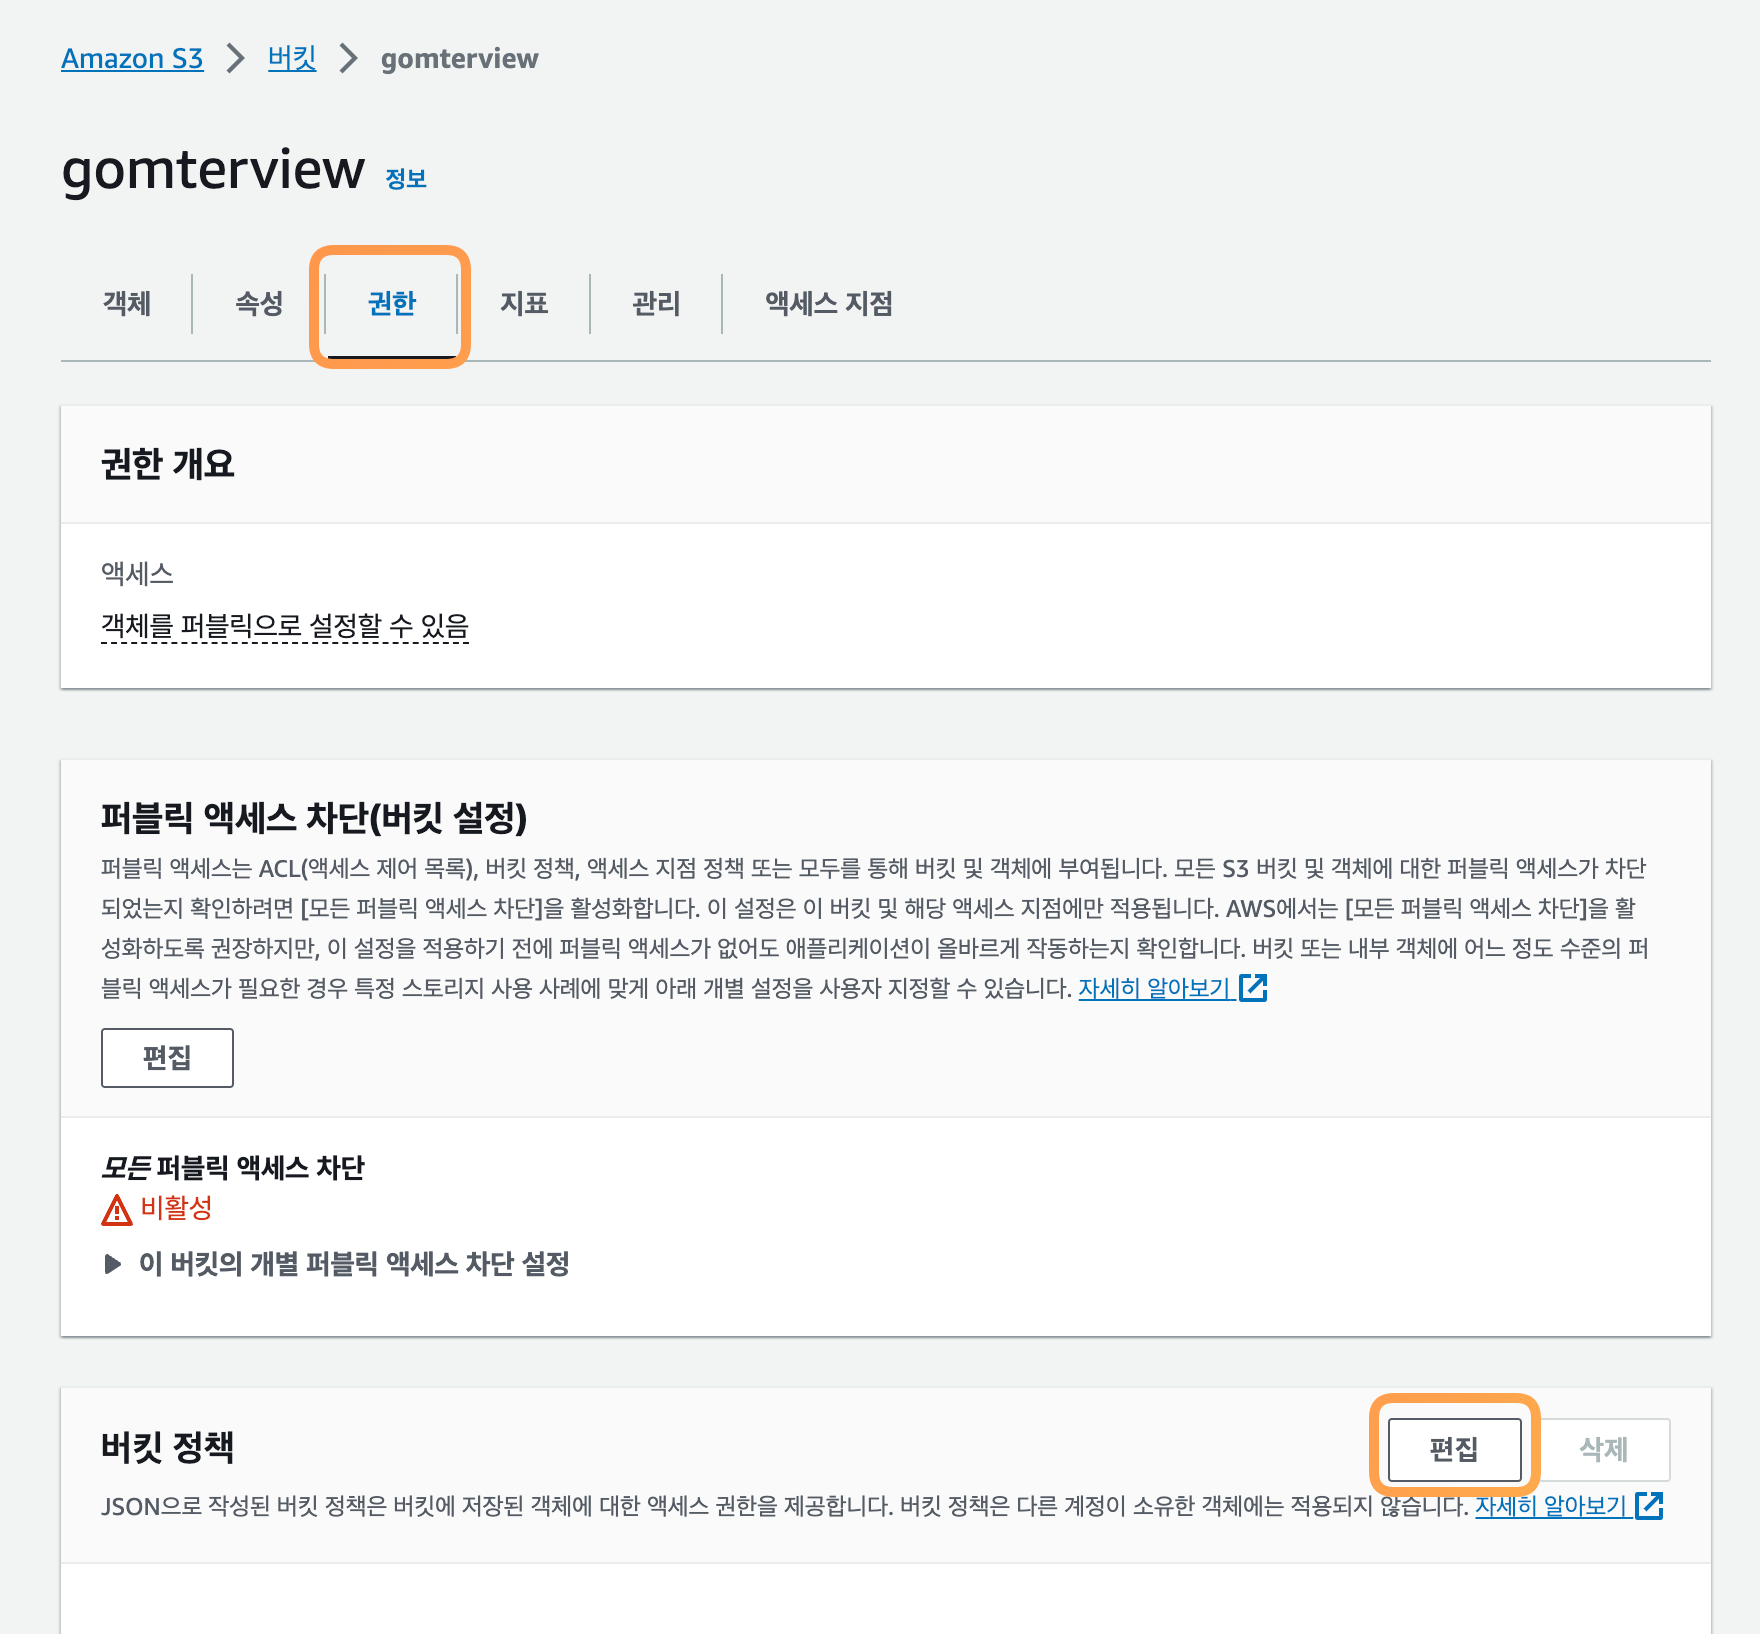 Amazon S3 > 버킷 > gomterview
gomterview 정보
객체 속성 권한 지표 관리 액세스 지점
권한 개요
액세스
객체를 퍼블릭으로 설정할 수 있음
퍼블릭 액세스 차단(버킷 설정)
퍼블릭 액세스는 ACL(액세스 제어 목록), 버킷 정책, 액세스 지점 정책 또는 모두를 통해 버킷 및 객체에 부여됩니다. 모든 S3 버킷 및 객체에 대한 퍼블릭 액세스가 차단
되었는지 확인하려면 [모든 퍼블릭 액세스 차단]을 활성화합니다. 이 설정은 이 버킷 및 해당 액세스 지점에만 적용됩니다. AWS에서는 [모든 퍼블릭 액세스 차단]을 활
성화하도록 권장하지만, 이 설정을 적용하기 전에 퍼블릭 액세스가 없어도 애플리케이션이 올바르게 작동하는지 확인합니다. 버킷 또는 내부 객체에 어느 정도 수준의 퍼
블릭 액세스가 필요한 경우 특정 스토리지 사용 사례에 맞게 아래 개별 설정을 사용자 지정할 수 있습니다. 자세히 알아보기
편집
모든 퍼블릭 액세스 차단
비활성
이 버킷의 개별 퍼블릭 액세스 차단 설정
버킷 정책 편집 삭제
JSON으로 작성된 버킷 정책은 버킷에 저장된 객체에 대한 액세스 권한을 제공합니다. 버킷 정책은 다른 계정이 소유한 객체에는 적용되지 않습니다. 자세히 알아보기